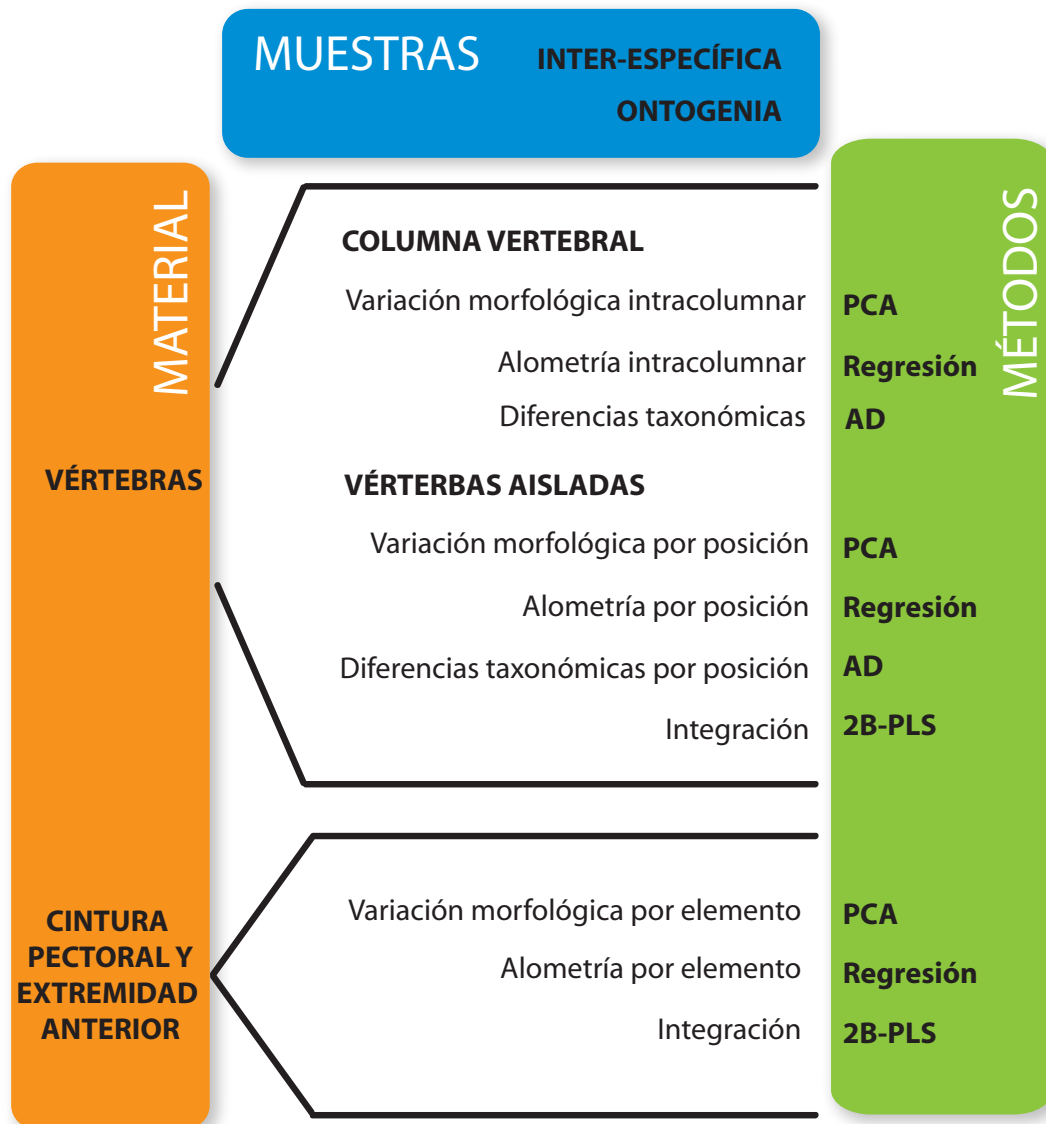 MUESTRAS INTER-ESPECÍFICA
ONTOGENIA
MATERIAL
MÉTODOS
VÉRTEBRAS
COLUMNA VERTEBRAL
Variación morfológica intracolumnar PCA
Alometría intracolumnar Regresión
Diferencias taxonómicas AD
VÉRTERBAS AISLADAS
Variación morfológica por posición PCA
Alometría por posición Regresión
Diferencias taxonómicas por posición AD
Integración 2B-PLS
CINTURA
PECTORAL Y
EXTREMIDAD
ANTERIOR
Variación morfológica por elemento PCA
Alometría por elemento Regresión
Integración 2B-PLS